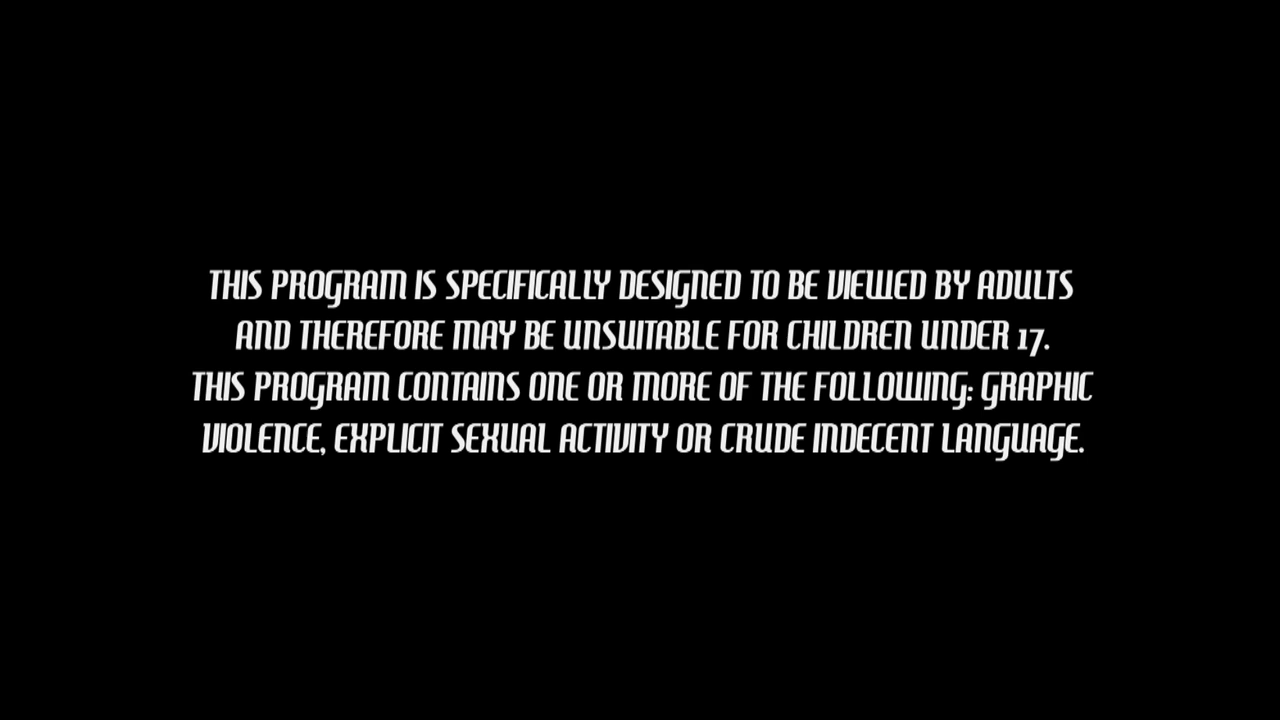 THIS PROGRAM IS SPECIFICALLY DESIGNED TO BE VIEWED BY ADULTS
AND THEREFORE MAY BE UNSUITABLE FOR CHILDREN UNDER 17.
THIS PROGRAM CONTAINS ONE OR MORE OF THE FOLLOWING: GRAPHIC
VIOLENCE, EXPLICIT SEXUAL ACTIVITY OR CRUDE INDECENT LANGUAGE.